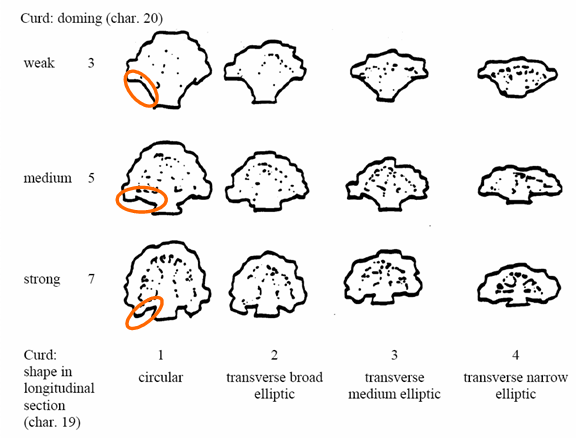 Curd: doming (char. 20)
weak 3
medium 5
strong 7
Curd: 1 2 3 4
shape in circular transverse broad transverse transverse narrow
longitudinal elliptic medium elliptic elliptic
section
(char. 19)